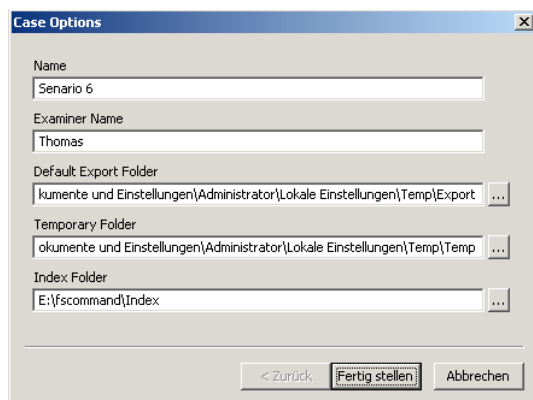 Case Options
Name
Senario 6
Examiner Name
Thomas
Default Export Folder
kumente und Einstellungen\Administrator\Lokale Einstellungen\Temp\Export
...
Temporary Folder
okumente und Einstellungen\Administrator\Lokale Einstellungen\Temp\Temp
...
Index Folder
E:\fscommand\Index
...
< Zurück Fertig stellen Abbrechen